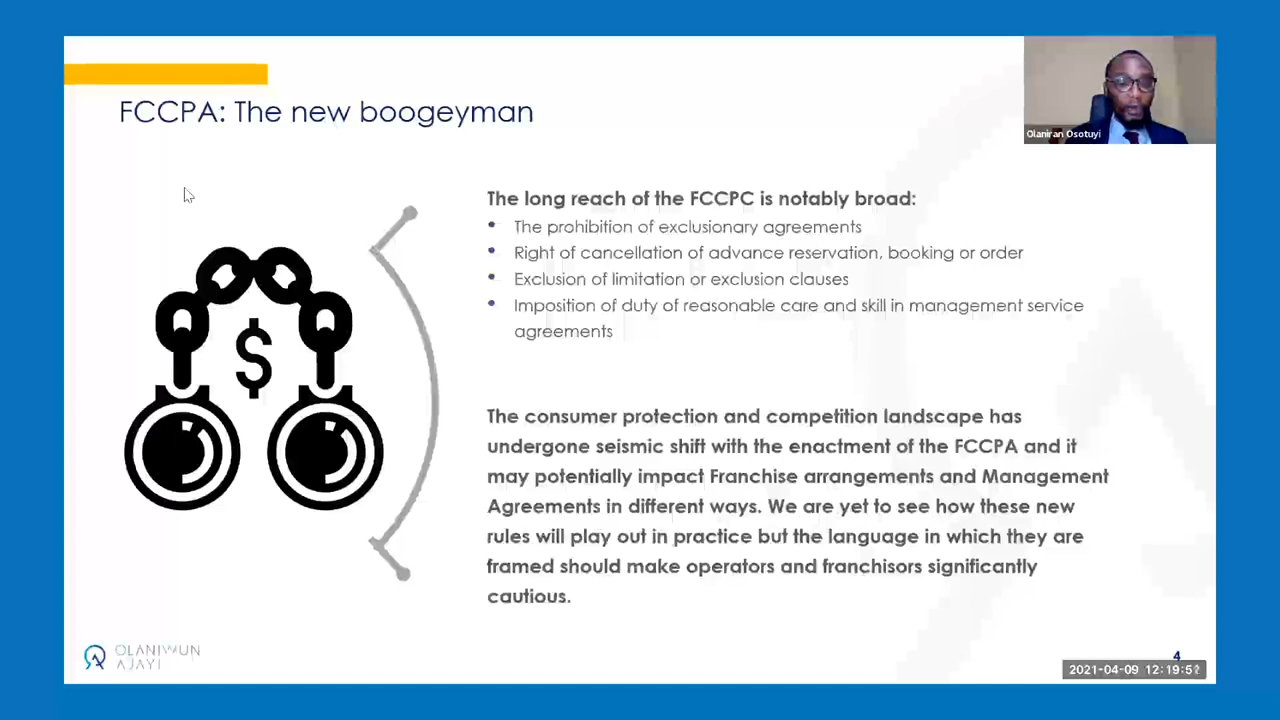 FCCPA: The new boogeyman
Olaniran Osotuyi
The long reach of the FCCPC is notably broad:
• The prohibition of exclusionary agreements
• Right of cancellation of advance reservation, booking or order
• Exclusion of limitation or exclusion clauses
• Imposition of duty of reasonable care and skill in management service
agreements
$
The consumer protection and competition landscape has
undergone seismic shift with the enactment of the FCCPA and it
may potentially impact Franchise arrangements and Management
Agreements in different ways. We are yet to see how these new
rules will play out in practice but the language in which they are
framed should make operators and franchisors significantly
cautious.
OLANIWUN
AJAYI
4
2021-04-09 12:19:52